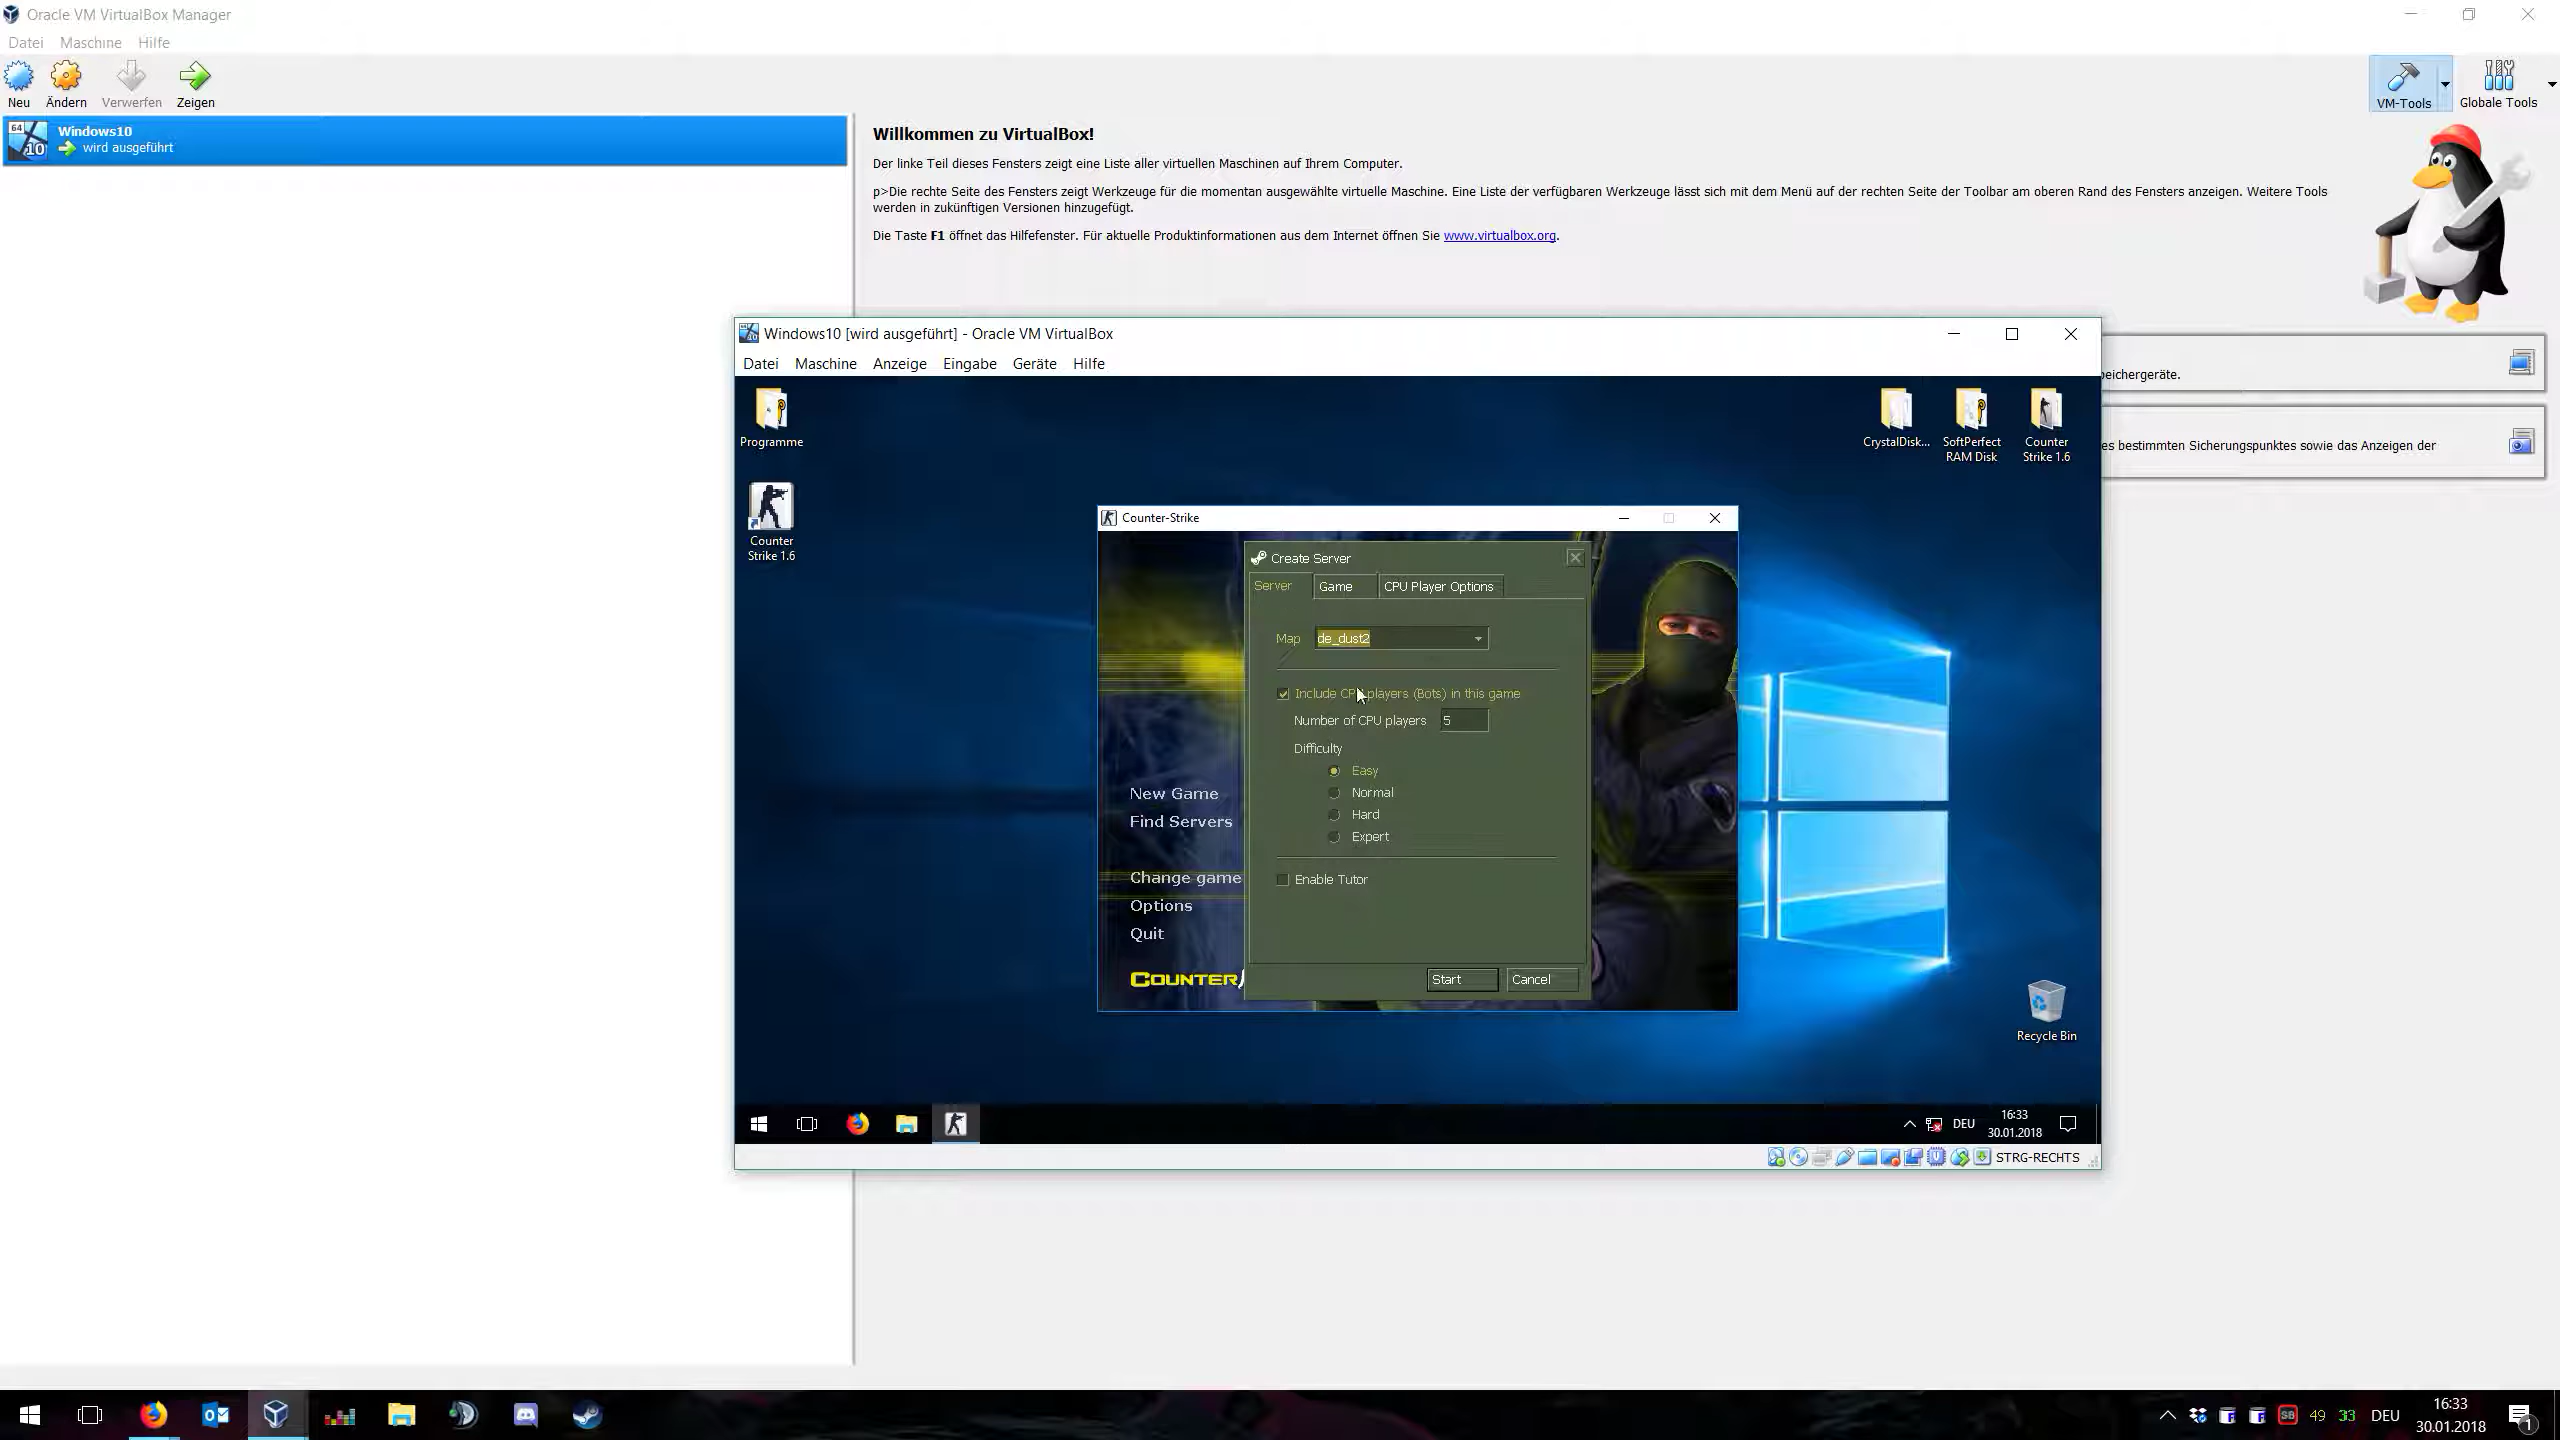 Oracle VM VirtualBox Manager
Datei Maschine Hilfe
Neu Ändern Verwerfen Zeigen
VM-Tools Globale Tools
64
10
Windows10
wird ausgeführt
Willkommen zu VirtualBox!
Der linke Teil dieses Fensters zeigt eine Liste aller virtuellen Maschinen auf Ihrem Computer.
p>Die rechte Seite des Fensters zeigt Werkzeuge für die momentan ausgewählte virtuelle Maschine. Eine Liste der verfügbaren Werkzeuge lässt sich mit dem Menü auf der rechten Seite der Toolbar am oberen Rand des Fensters anzeigen. Weitere Tools
werden in zukünftigen Versionen hinzugefügt.
Die Taste F1 öffnet das Hilfefenster. Für aktuelle Produktinformationen aus dem Internet öffnen Sie www.virtualbox.org.
eichergeräte.
es bestimmten Sicherungspunktes sowie das Anzeigen der
Windows10 [wird ausgeführt] - Oracle VM VirtualBox
Datei Maschine Anzeige Eingabe Geräte Hilfe
Programme
Counter
Strike 1.6
CrystalDisk...
SoftPerfect
RAM Disk
Counter
Strike 1.6
Counter-Strike
Create Server
Server Game CPU Player Options
Map de_dust2
Include CPU players (Bots) in this game
Number of CPU players 5
Difficulty
Easy
Normal
Hard
Expert
Enable Tutor
Start Cancel
New Game
Find Servers
Change game
Options
Quit
COUNTER
Recycle Bin
DEU
16:33
30.01.2018
STRG-RECHTS
SB 49 33 DEU
16:33
30.01.2018
1